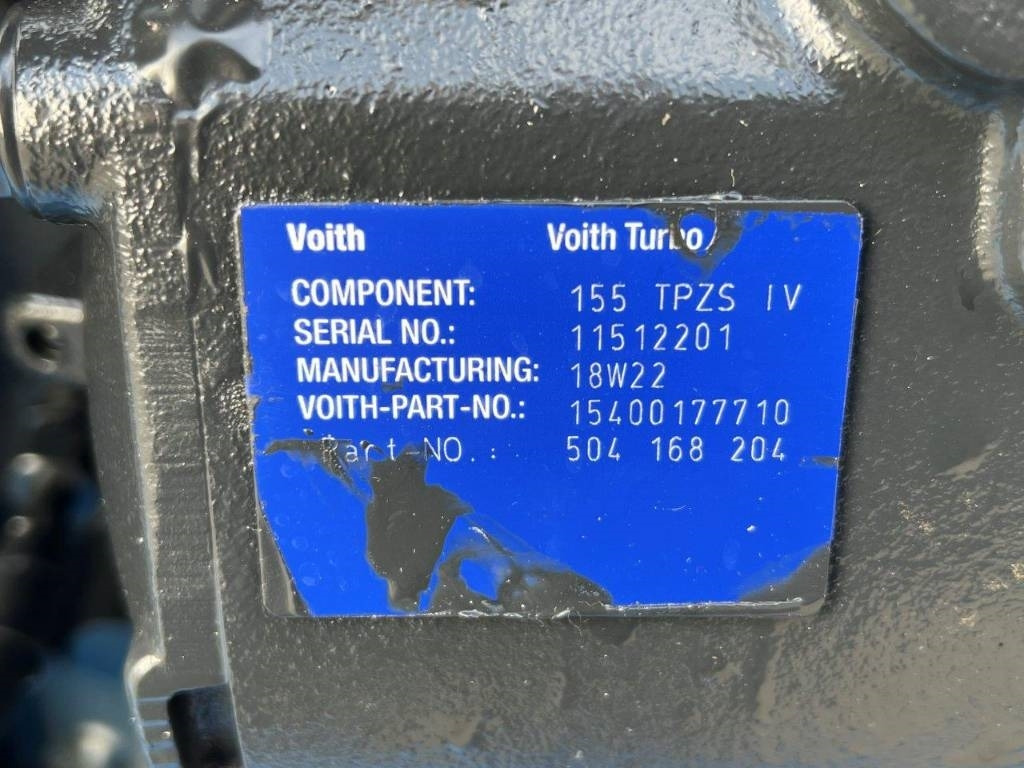 Voith Voith Turbo
COMPONENT: 155 TPZS IV
SERIAL NO.: 11512201
MANUFACTURING: 18W22
VOITH-PART-NO.: 15400177710
Part-NO.: 504 168 204